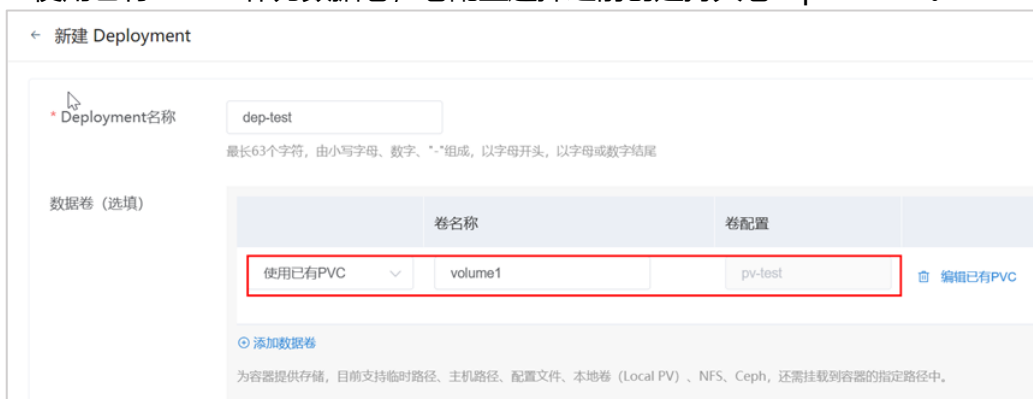 ← 新建 Deployment
* Deployment名称
dep-test
最长63个字符，由小写字母、数字、"-"组成，以字母开头，以字母或数字结尾
数据卷（选填）
卷名称 卷配置
使用已有PVC volume1 pv-test 编辑已有PVC
添加数据卷
为容器提供存储，目前支持临时路径、主机路径、配置文件、本地卷（Local PV）、NFS、Ceph，还需挂载到容器的指定路径中。